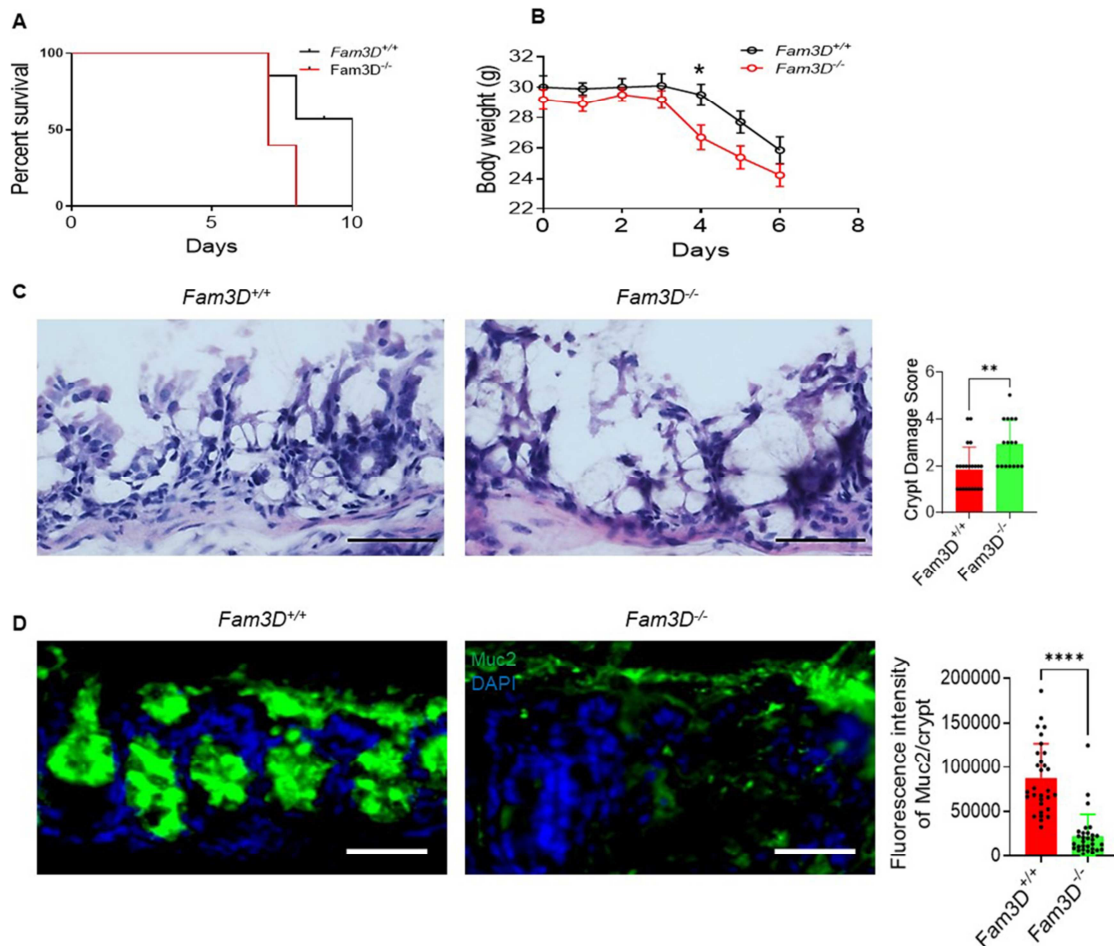 A
Fam3D+/+
Fam3D-/-
100
50
0
0
5
10
Percent survival
Days
B
Fam3D+/+
Fam3D-/-
*
32
30
28
26
24
22
0
2
4
6
8
Body weight (g)
Days
C
Fam3D+/+
Fam3D-/-
**
6
4
2
0
Crypt Damage Score
Fam3D+/+
Fam3D-/-
D
Fam3D+/+
Fam3D-/-
Muc2
DAPI
****
200000
150000
100000
50000
0
Fluorescence intensity
of Muc2/crypt
Fam3D+/+
Fam3D-/-